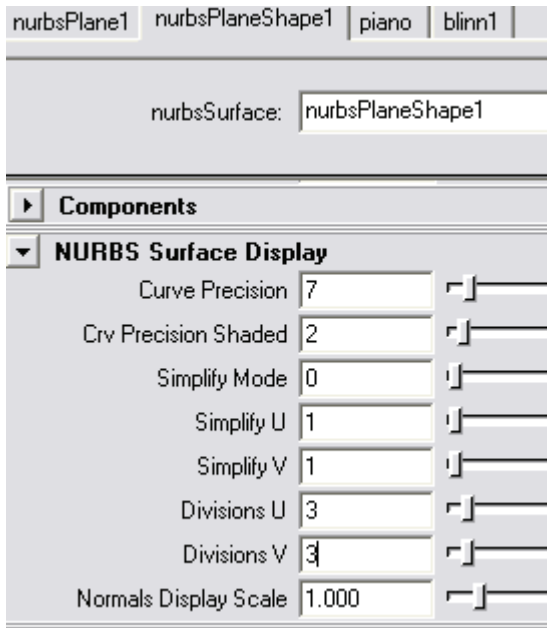 nurbsPlane1 nurbsPlaneShape1 piano blinn1
nurbsSurface: nurbsPlaneShape1
Components
NURBS Surface Display
Curve Precision 7
Crv Precision Shaded 2
Simplify Mode 0
Simplify U 1
Simplify V 1
Divisions U 3
Divisions V 3
Normals Display Scale 1.000